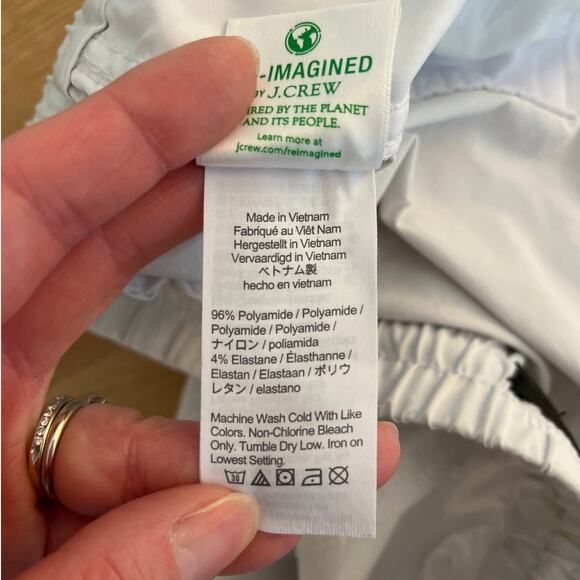 -IMAGINED
BY J.CREW
BY THE PLANET
AND ITS PEOPLE.
Learn more at
jcrew.com/reimagined
Made in Vietnam
Fabriqué au Viêt Nam
Hergestellt in Vietnam
Vervaardigd in Vietnam
ベトナム製
hecho en vietnam
96% Polyamide / Polyamide /
Polyamide / Polyamide /
ナイロン / poliamida
4% Elastane / Élasthanne /
Elastan / Elastaan / ポリウ
レタン / elastano
Machine Wash Cold With Like
Colors. Non-Chlorine Bleach
Only. Tumble Dry Low. Iron on
Lowest Setting.
30